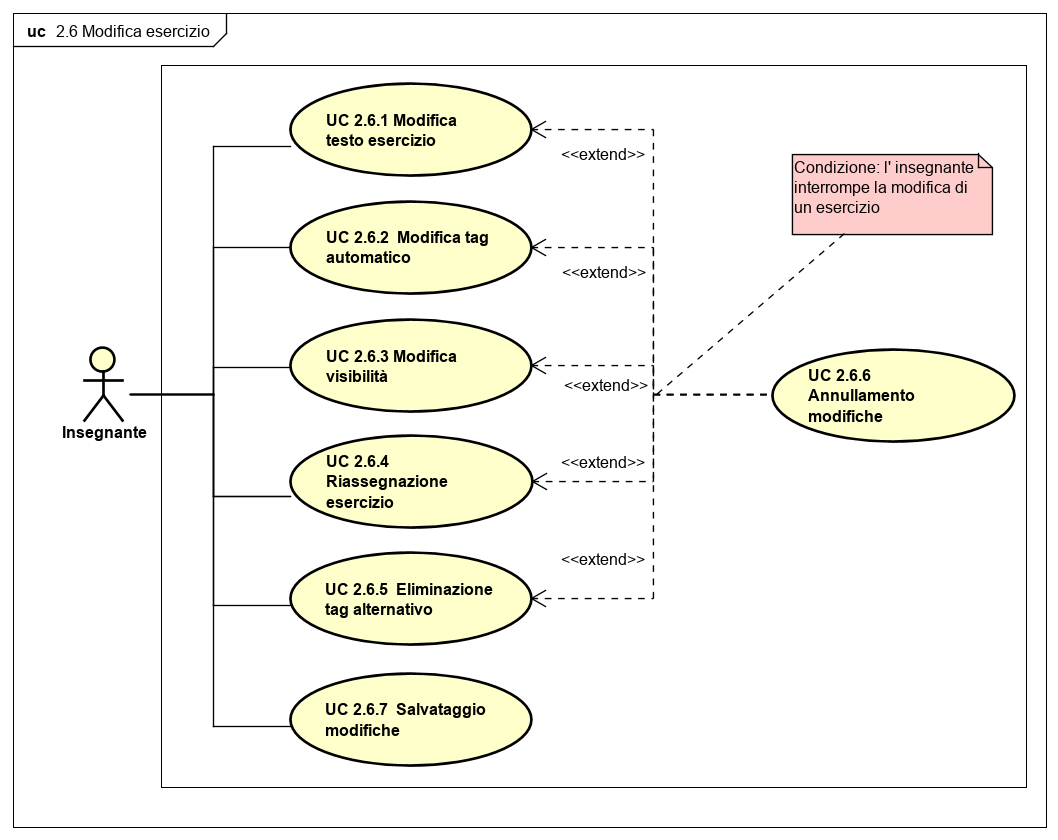 uc 2.6 Modifica esercizio
UC 2.6.1 Modifica
testo esercizio
<<extend>>
Condizione: l' insegnante
interrompe la modifica di
un esercizio
UC 2.6.2 Modifica tag
automatico
<<extend>>
UC 2.6.3 Modifica
visibilità
<<extend>>
UC 2.6.6
Annullamento
modifiche
Insegnante
UC 2.6.4
Riassegnazione
esercizio
<<extend>>
<<extend>>
UC 2.6.5 Eliminazione
tag alternativo
UC 2.6.7 Salvataggio
modifiche